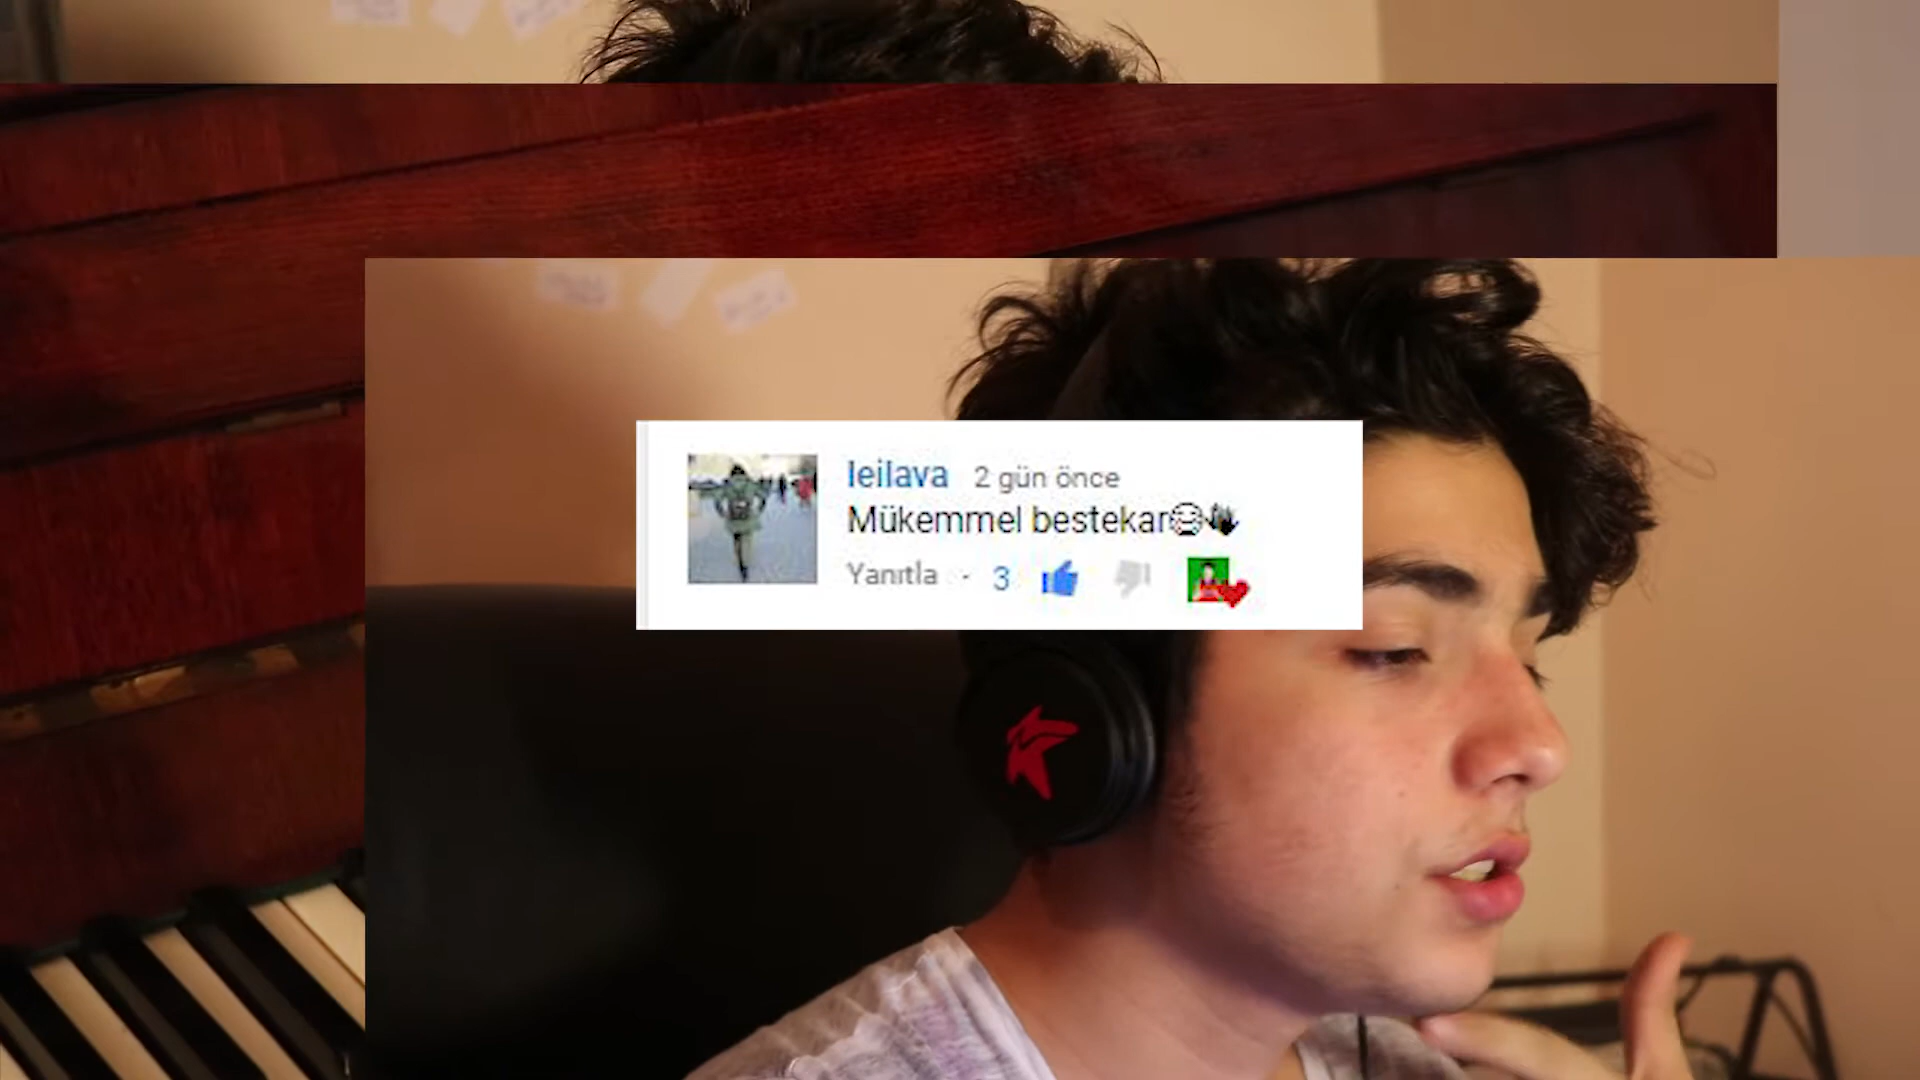 leilava 2 gün önce
Mükemmel bestekar😂👏
Yanıtla · 3